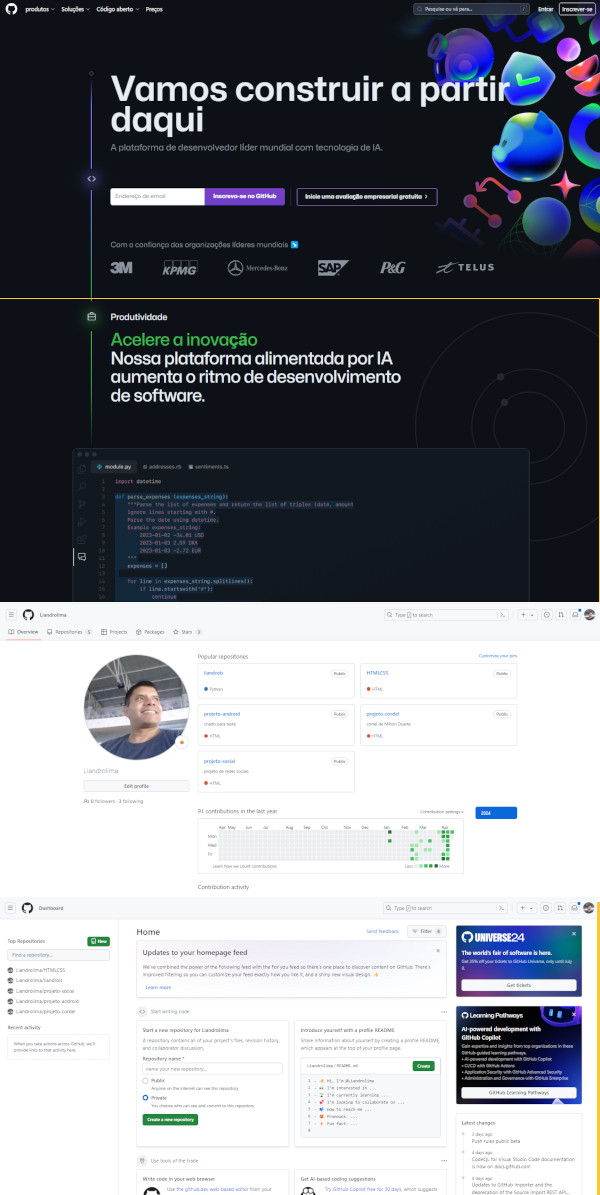 produtos
Soluções
Código aberto
Preços
Pesquise ou vá para...
/
Entrar
Inscrever-se
Vamos construir a partir
daqui
A plataforma de desenvolvedor líder mundial com tecnologia de IA.
Endereço de email
Inscreva-se no GitHub
Inicie uma avaliação empresarial gratuita
Com a confiança das organizações líderes mundiais
3M
KPMG
Mercedes-Benz
SAP
P&G
TELUS
Produtividade
Acelere a inovação
Nossa plataforma alimentada por IA
aumenta o ritmo de desenvolvimento
de software.
module.py
addresses.rb
sentiments.ts
1 import datetime
2
3 def parse_expenses (expenses_string):
4 """Parse the list of expenses and return the list of triples (date, amount
5 Ignore lines starting with #.
6 Parse the date using datetime.
7 Example expenses_string:
8 2023-01-02 -34.01 USD
9 2023-01-03 2.59 DKK
10 2023-01-03 -2.72 EUR
11 """
12 expenses = []
13
14 for line in expenses_string.splitlines():
15 if line.startswith("#"):
16 continue
Liandrolima
Type / to search
Overview
Repositories 5
Projects
Packages
Stars 3
Popular repositories
Customize your pins
liandrols
Public
Python
HTMLCSS
Public
HTML
projeto-android
Public
criado para teste
HTML
projeto-cordel
Public
cordel de Milton Duarte
HTML
projeto-social
Public
projeto de redes sociais
HTML
Liandrolima
Edit profile
8 followers · 3 following
91 contributions in the last year
Contribution settings
2024
Apr May Jun Jul Aug Sep Oct Nov Dec Jan Feb Mar Apr
Mon
Wed
Fri
Learn how we count contributions
Less
More
Contribution activity
Dashboard
Type / to search
Top Repositories
New
Find a repository...
Liandrolima/HTMLCSS
Liandrolima/liandrols
Liandrolima/projeto-social
Liandrolima/projeto-android
Liandrolima/projeto-cordel
Recent activity
When you take actions across GitHub, we'll
provide links to that activity here.
Home
Send feedback
Filter 8
Updates to your homepage feed
We've combined the power of the Following feed with the For you feed so there's one place to discover content on GitHub. There's
improved filtering so you can customize your feed exactly how you like it, and a shiny new visual design. ✨
Learn more
Start writing code
Start a new repository for Liandrolima
A repository contains all of your project's files, revision history,
and collaborator discussion.
Repository name *
name your new repository...
Public
Anyone on the internet can see this repository
Private
You choose who can see and commit to this repository
Create a new repository
Introduce yourself with a profile README
Share information about yourself by creating a profile README,
which appears at the top of your profile page.
Liandrolima/README.md
Create
1 - 👋 Hi, I'm @Liandrolima
2 - 👀 I'm interested in ...
3 - 🌱 I'm currently learning ...
4 - 💞️ I'm looking to collaborate on ...
5 - 📫 How to reach me ...
6 - 😄 Pronouns: ...
7 - ⚡ Fun fact: ...
8
Use tools of the trade
Write code in your web browser
Use the github.dev web-based editor from your
Get AI-based coding suggestions
Try GitHub Copilot free for 30 days, which suggests
UNIVERSE24
The world's fair of software is here.
Get 35% off your tickets to GitHub Universe, only until July
Get tickets
Learning Pathways
AI-powered development with
GitHub Copilot
Gain expertise and insights from top organizations in these
GitHub-guided learning pathways.
• AI-powered development with GitHub Copilot
• CI/CD with GitHub Actions
• Application Security with GitHub Advanced Security
• Administration and Governance with GitHub Enterprise
GitHub Learning Pathways
Latest changes
2 days ago
Push rules public beta
4 days ago
CodeQL for Visual Studio Code documentation
is now on docs.github.com
4 days ago
Updates to GitHub Importer and the
deprecation of the Source Import REST API...